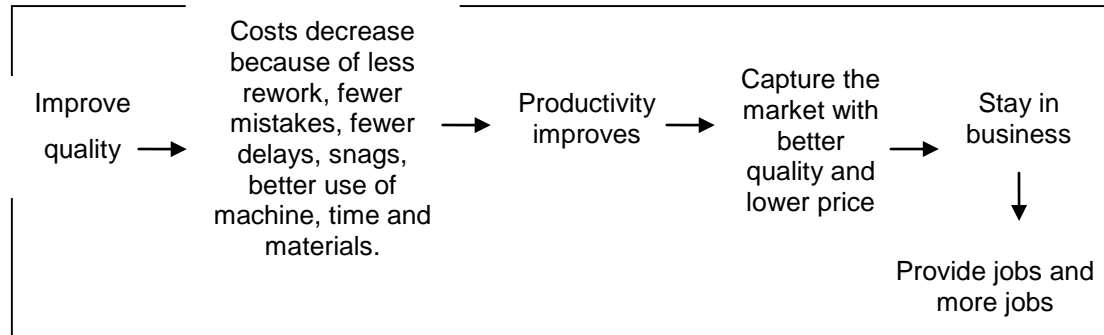 Improve
quality
Costs decrease
because of less
rework, fewer
mistakes, fewer
delays, snags,
better use of
machine, time and
materials.
Productivity
improves
Capture the
market with
better
quality and
lower price
Stay in
business
Provide jobs and
more jobs